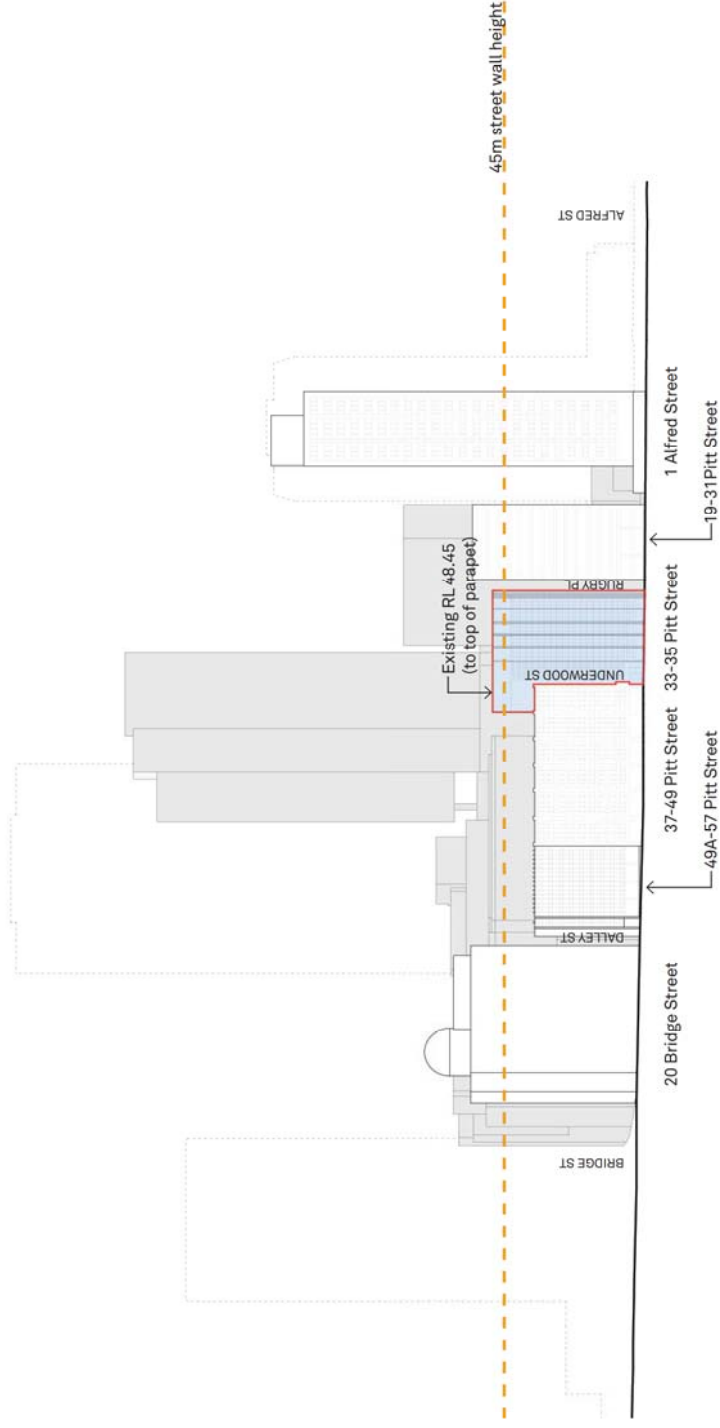 45m street wall height
Existing RL 48.45
(to top of parapet)
BRIDGE ST
DALLEY ST
UNDERWOOD ST
RUGBY PL
ALFRED ST
20 Bridge Street
37-49 Pitt Street
33-35 Pitt Street
1 Alfred Street
49A-57 Pitt Street
19-31Pitt Street